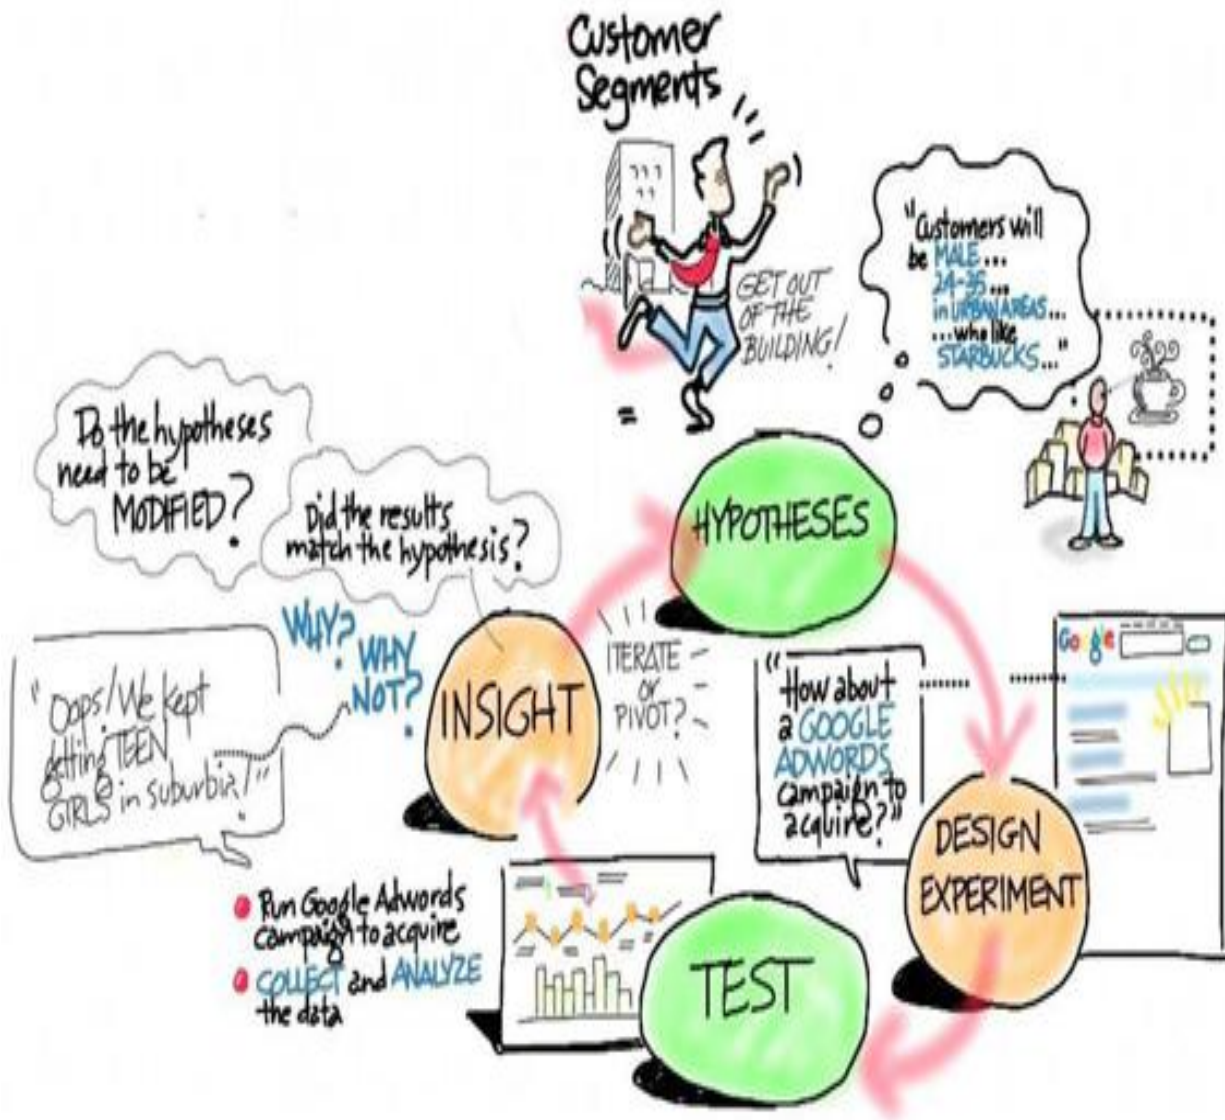 Customer
Segments
GET OUT
OF THE
BUILDING!
"Customers will
be MALE...
24-35...
in URBAN AREAS...
...who like
STARBUCKS..."
=
HYPOTHESES
Do the hypotheses
need to be
MODIFIED?
Did the results
match the hypothesis?
WHY?
WHY
NOT?
INSIGHT
ITERATE
or
PIVOT?
"Oops! We kept
getting TEEN
GIRLS in suburbia!"
"How about
a GOOGLE
ADWORDS
campaign to
acquire?"
Google
DESIGN
EXPERIMENT
Run Google Adwords
campaign to acquire
COLLECT and ANALYZE
the data
TEST